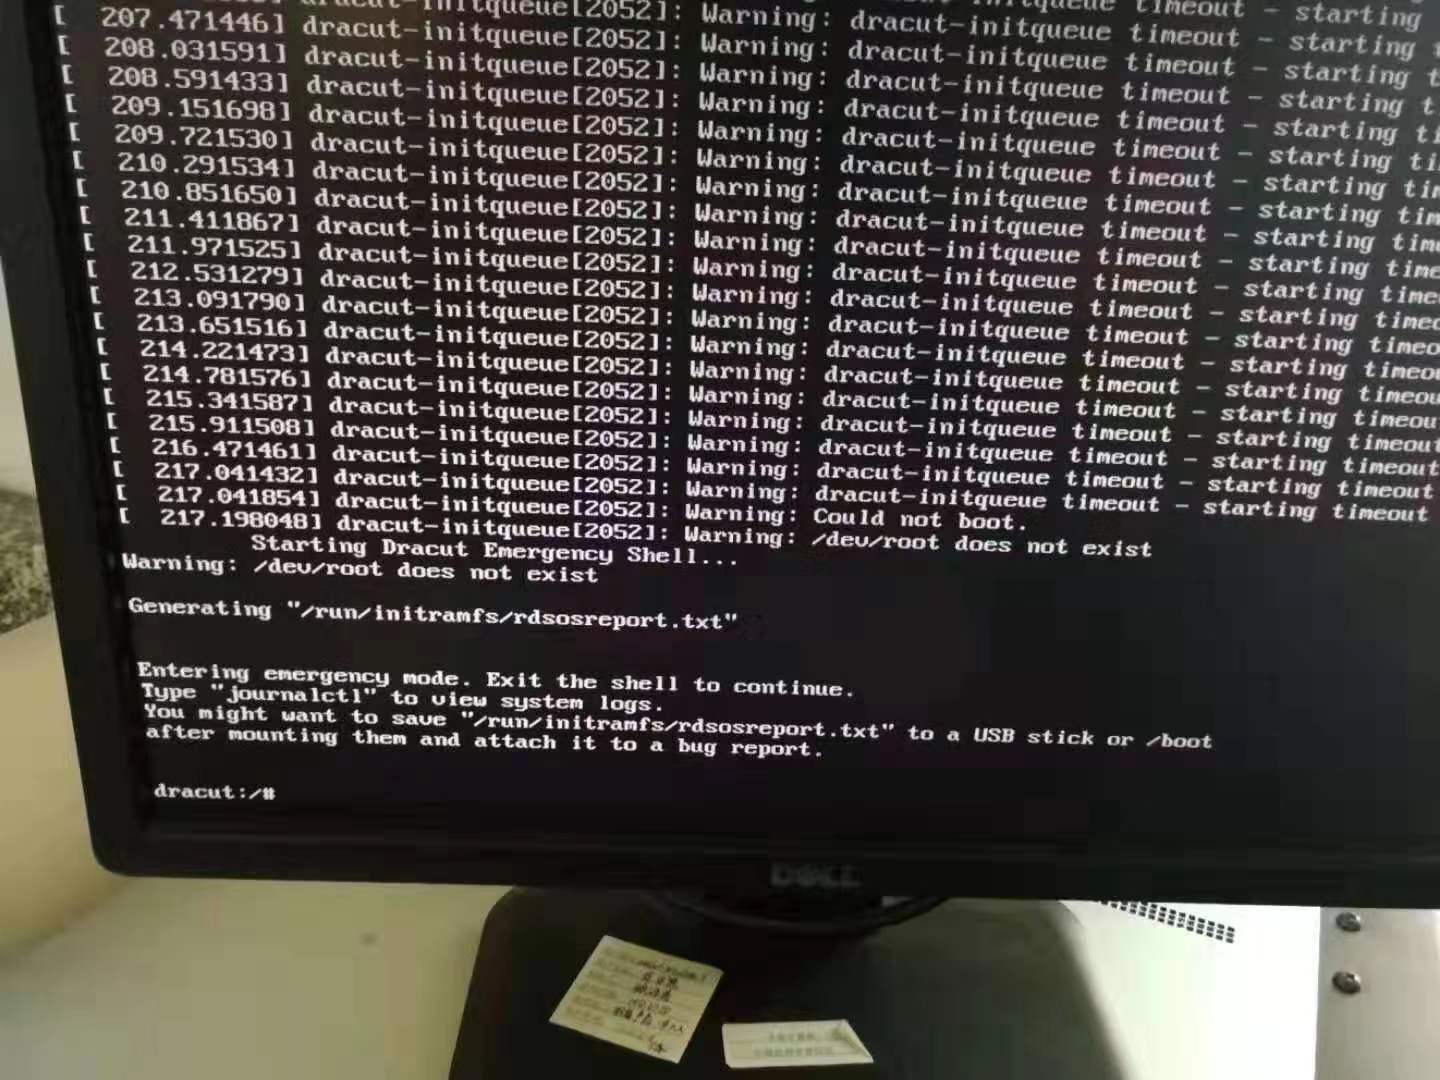 dracut-initqueue[2052]: Warning: dracut-initqueue timeout - starting
[ 207.471446] dracut-initqueue[2052]: Warning: dracut-initqueue timeout - starting
[ 208.031591] dracut-initqueue[2052]: Warning: dracut-initqueue timeout - starting t
[ 208.591433] dracut-initqueue[2052]: Warning: dracut-initqueue timeout - starting t
[ 209.151698] dracut-initqueue[2052]: Warning: dracut-initqueue timeout - starting t
[ 209.721530] dracut-initqueue[2052]: Warning: dracut-initqueue timeout - starting ti
[ 210.291534] dracut-initqueue[2052]: Warning: dracut-initqueue timeout - starting ti
[ 210.851650] dracut-initqueue[2052]: Warning: dracut-initqueue timeout - starting tim
[ 211.411867] dracut-initqueue[2052]: Warning: dracut-initqueue timeout - starting tim
[ 211.971525] dracut-initqueue[2052]: Warning: dracut-initqueue timeout - starting time
[ 212.531279] dracut-initqueue[2052]: Warning: dracut-initqueue timeout - starting time
[ 213.091790] dracut-initqueue[2052]: Warning: dracut-initqueue timeout - starting timeo
[ 213.651516] dracut-initqueue[2052]: Warning: dracut-initqueue timeout - starting timeo
[ 214.221473] dracut-initqueue[2052]: Warning: dracut-initqueue timeout - starting timeou
[ 214.781576] dracut-initqueue[2052]: Warning: dracut-initqueue timeout - starting timeou
[ 215.341587] dracut-initqueue[2052]: Warning: dracut-initqueue timeout - starting timeout
[ 215.911508] dracut-initqueue[2052]: Warning: dracut-initqueue timeout - starting timeout
[ 216.471461] dracut-initqueue[2052]: Warning: dracut-initqueue timeout - starting timeout
[ 217.041432] dracut-initqueue[2052]: Warning: dracut-initqueue timeout - starting timeout
[ 217.041854] dracut-initqueue[2052]: Warning: Could not boot.
[ 217.198048] dracut-initqueue[2052]: Warning: /dev/root does not exist
Starting Dracut Emergency Shell...
Warning: /dev/root does not exist
Generating "/run/initramfs/rdsosreport.txt"
Entering emergency mode. Exit the shell to continue.
Type "journalctl" to view system logs.
You might want to save "/run/initramfs/rdsosreport.txt" to a USB stick or /boot
after mounting them and attach it to a bug report.
dracut:/#
DELL